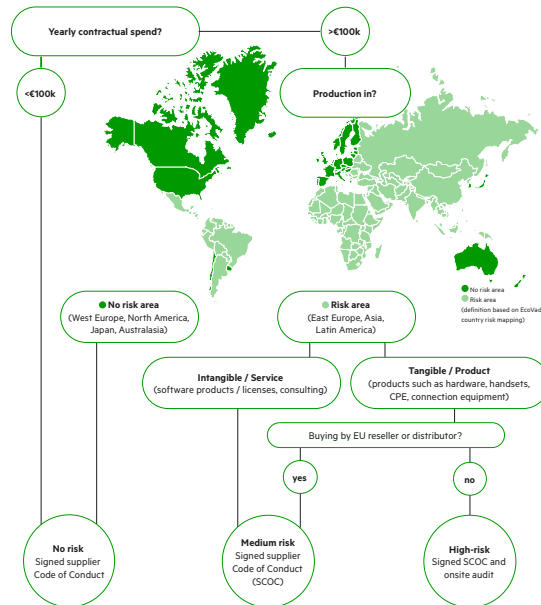 Yearly contractual spend?
>€100k
<€100k
Production in?
No risk area
Risk area
(definition based on EcoVad
country risk mapping)
No risk area
(West Europe, North America,
Japan, Australasia)
Risk area
(East Europe, Asia,
Latin America)
Intangible / Service
(software products / licenses, consulting)
Tangible / Product
(products such as hardware, handsets,
CPE, connection equipment)
Buying by EU reseller or distributor?
yes
no
No risk
Signed supplier
Code of Conduct
Medium risk
Signed supplier
Code of Conduct
(SCOC)
High-risk
Signed SCOC and
onsite audit